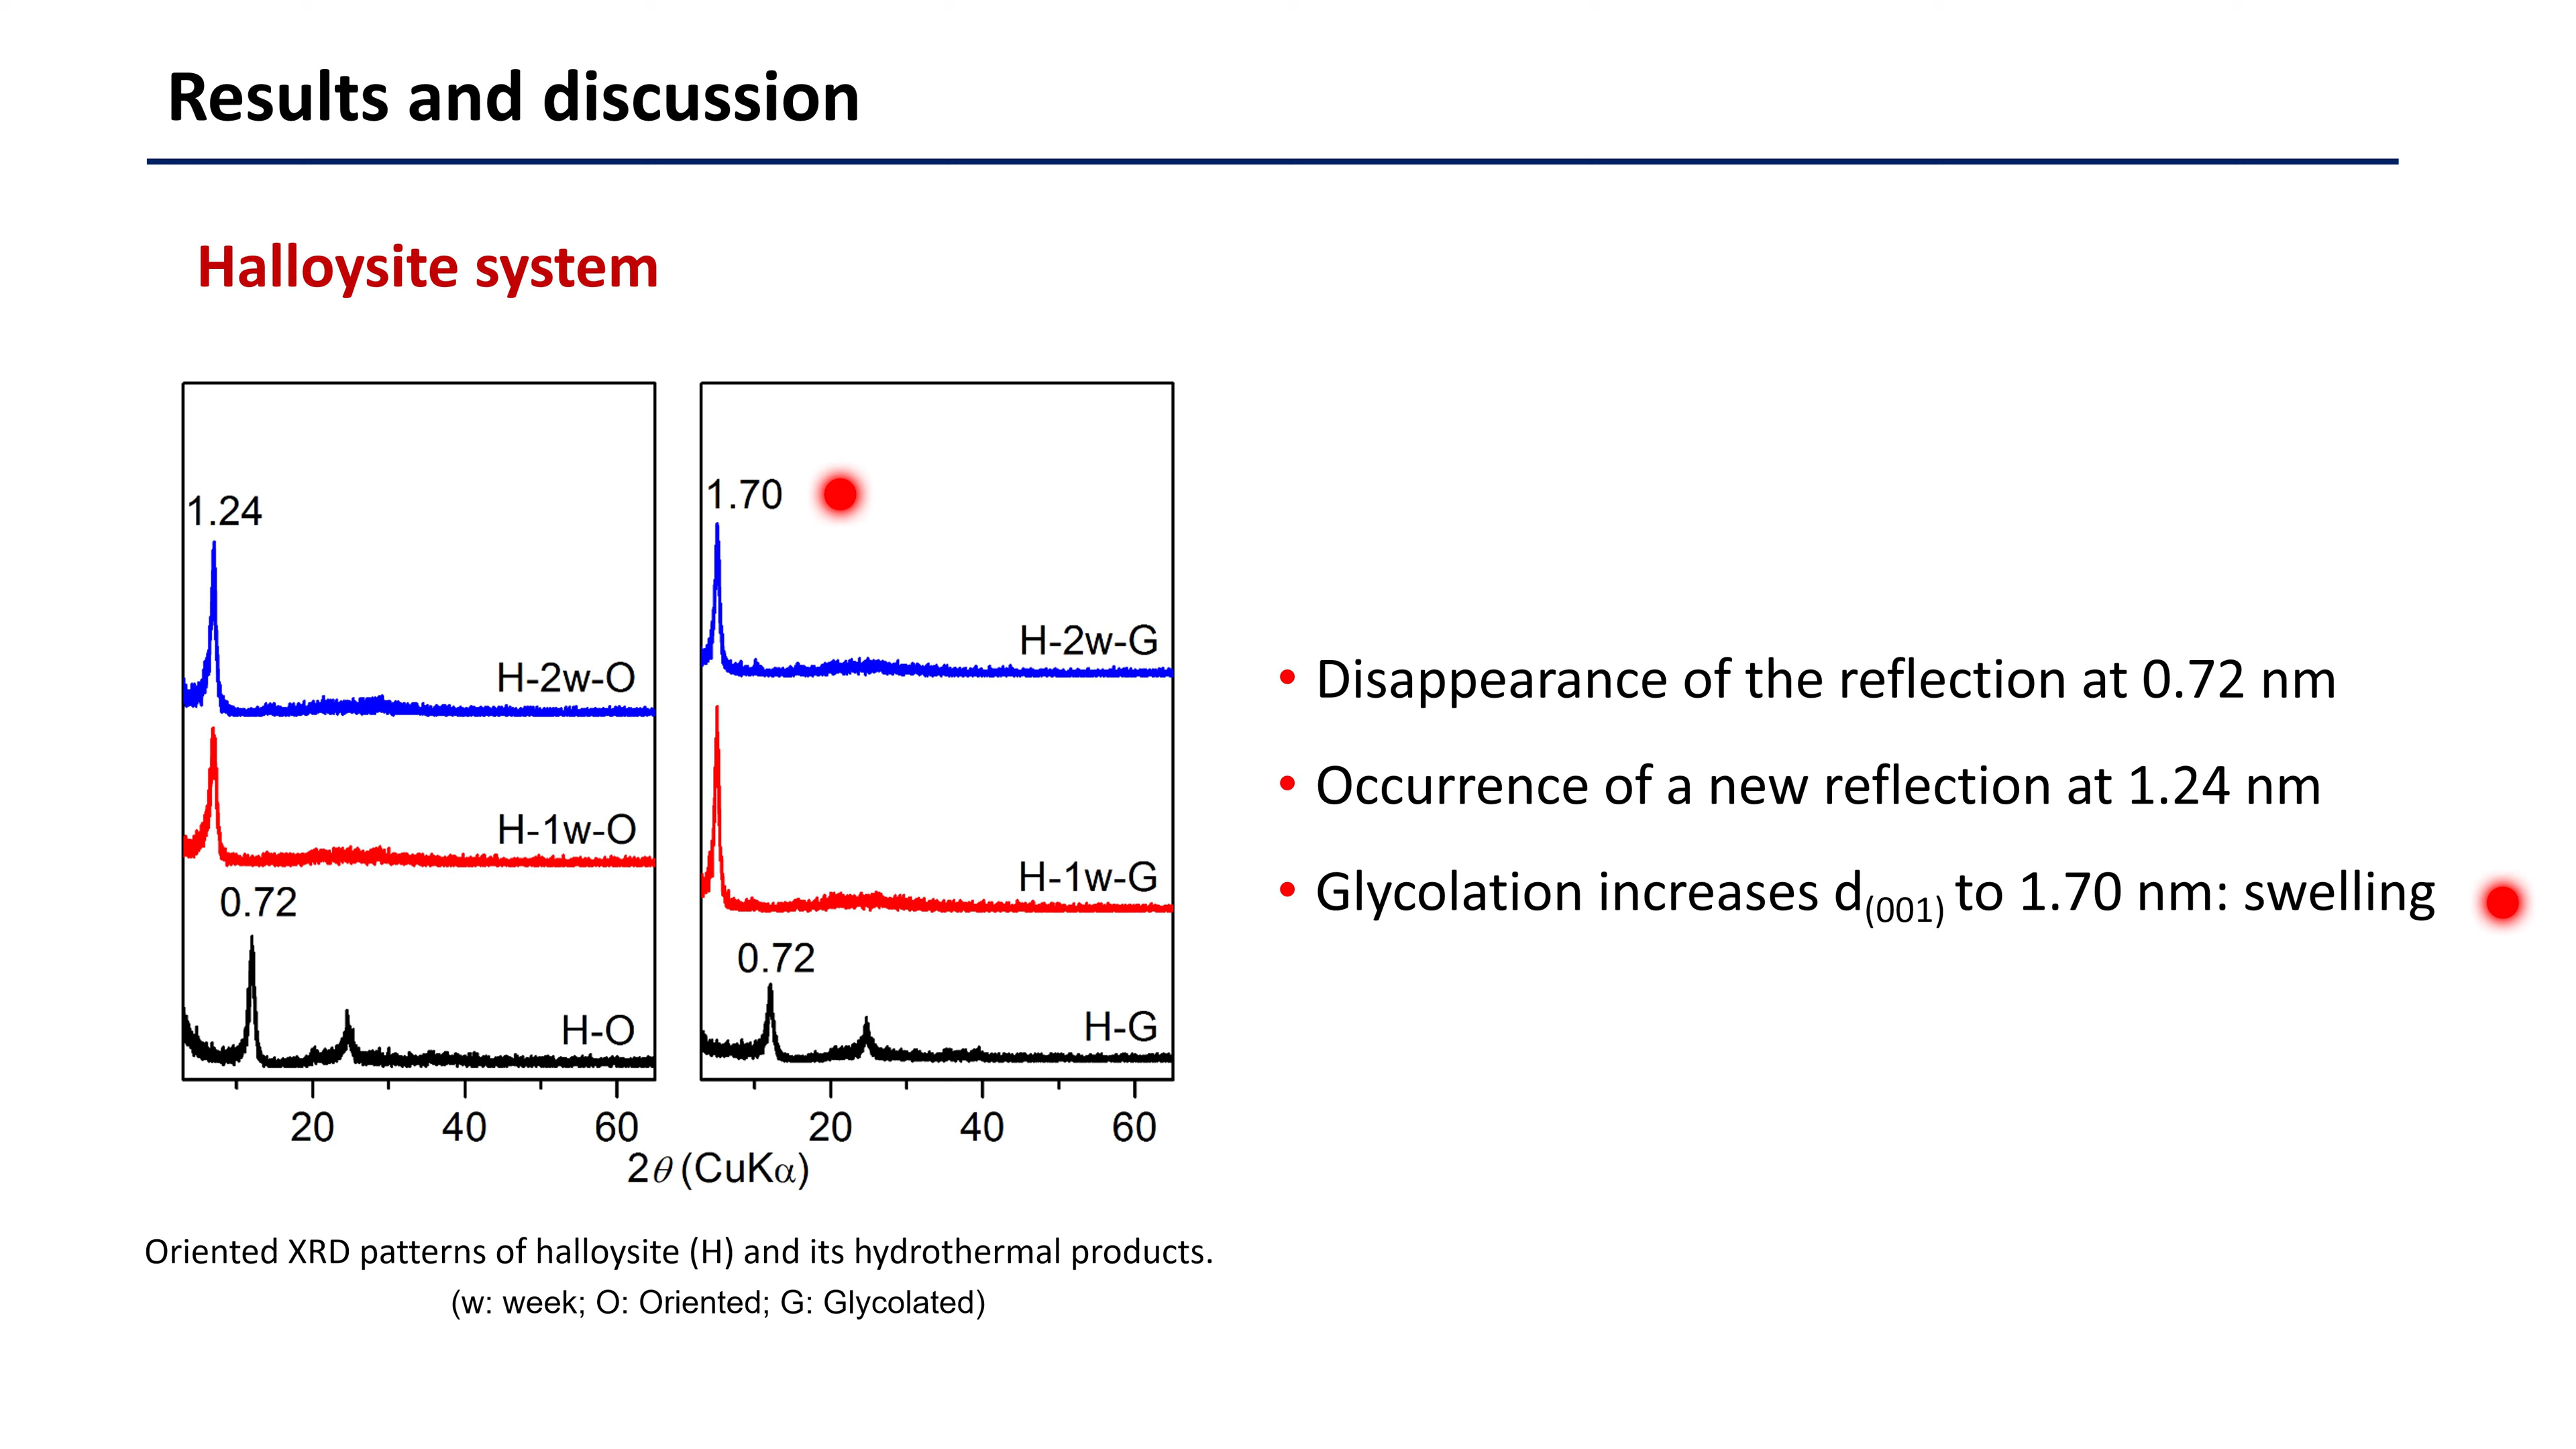 Results and discussion
Halloysite system
1.24
H-2w-O
H-1w-O
0.72
H-O
20 40 60
1.70
H-2w-G
H-1w-G
0.72
H-G
20 40 60
2θ (CuKα)
Oriented XRD patterns of halloysite (H) and its hydrothermal products.
(w: week; O: Oriented; G: Glycolated)
• Disappearance of the reflection at 0.72 nm
• Occurrence of a new reflection at 1.24 nm
• Glycolation increases d(001) to 1.70 nm: swelling